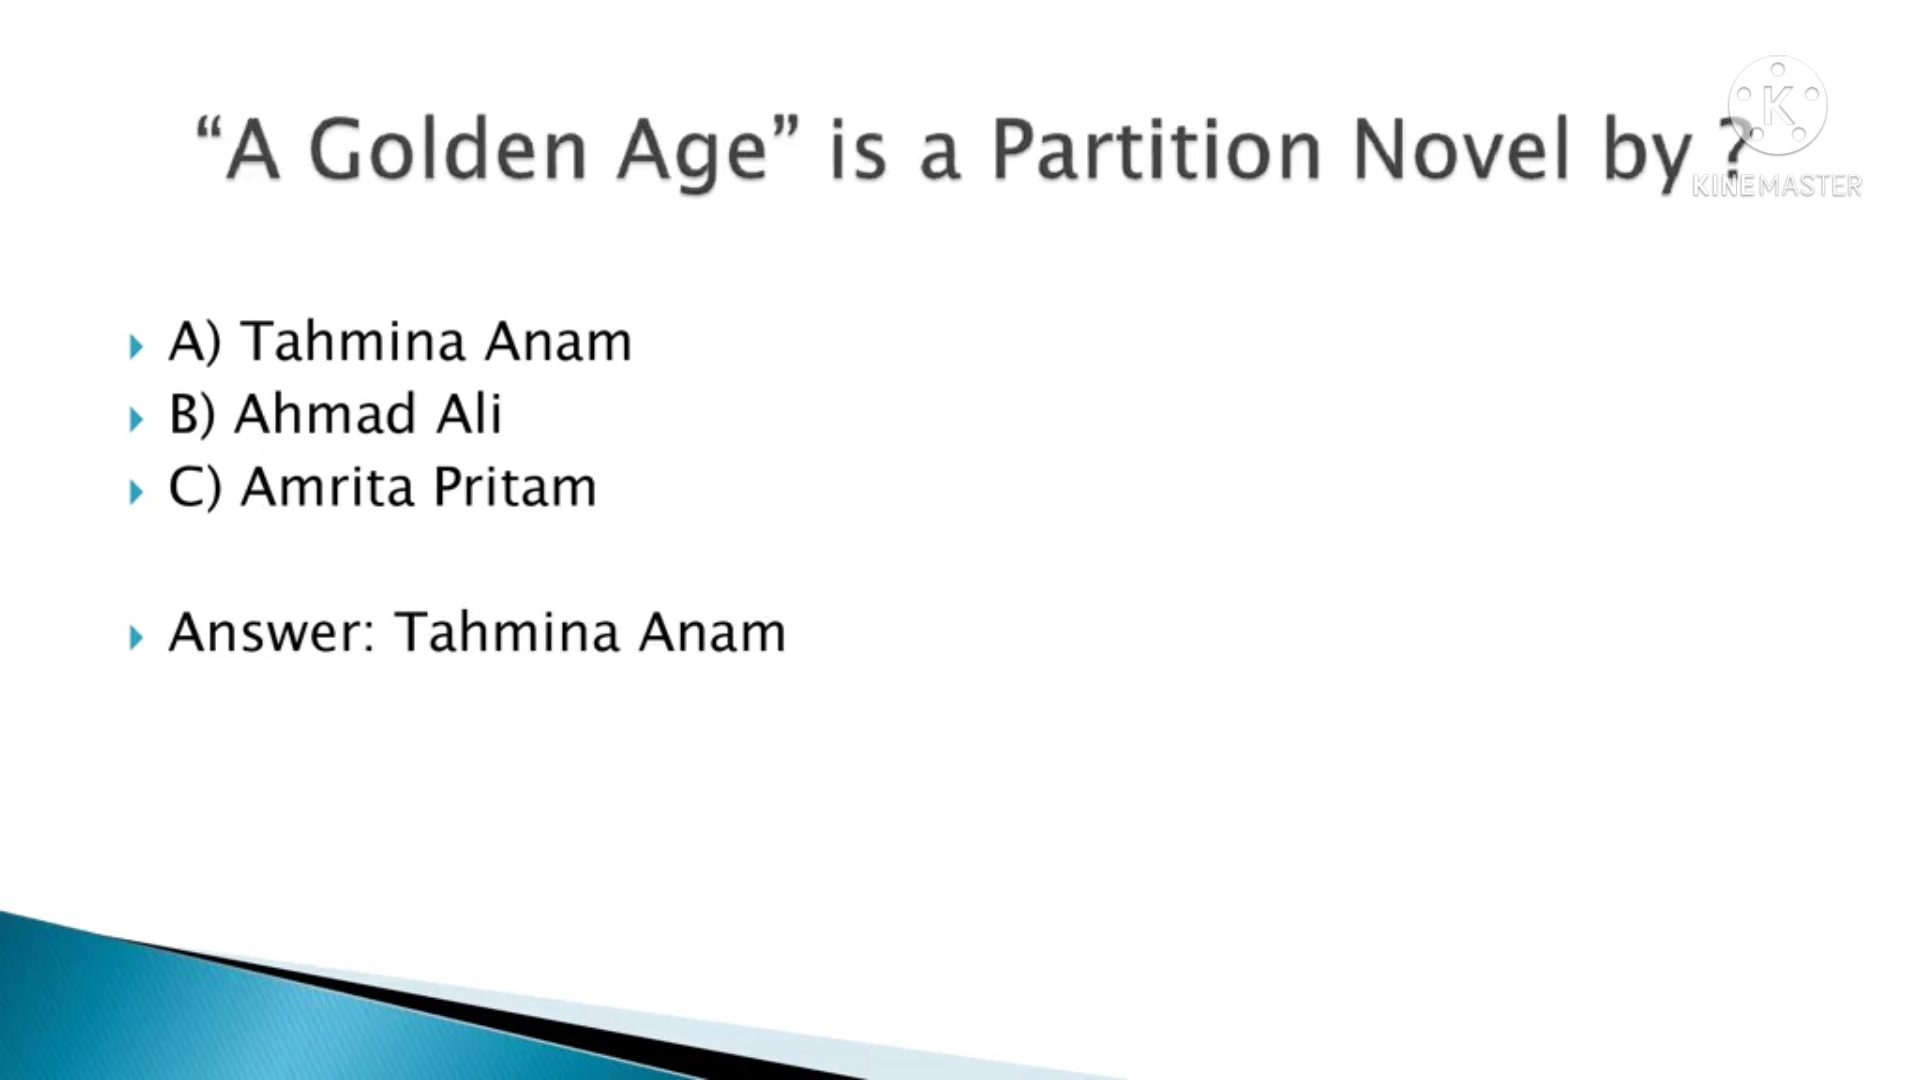 “A Golden Age” is a Partition Novel by ?
K
KINEMASTER
A) Tahmina Anam
B) Ahmad Ali
C) Amrita Pritam
Answer: Tahmina Anam